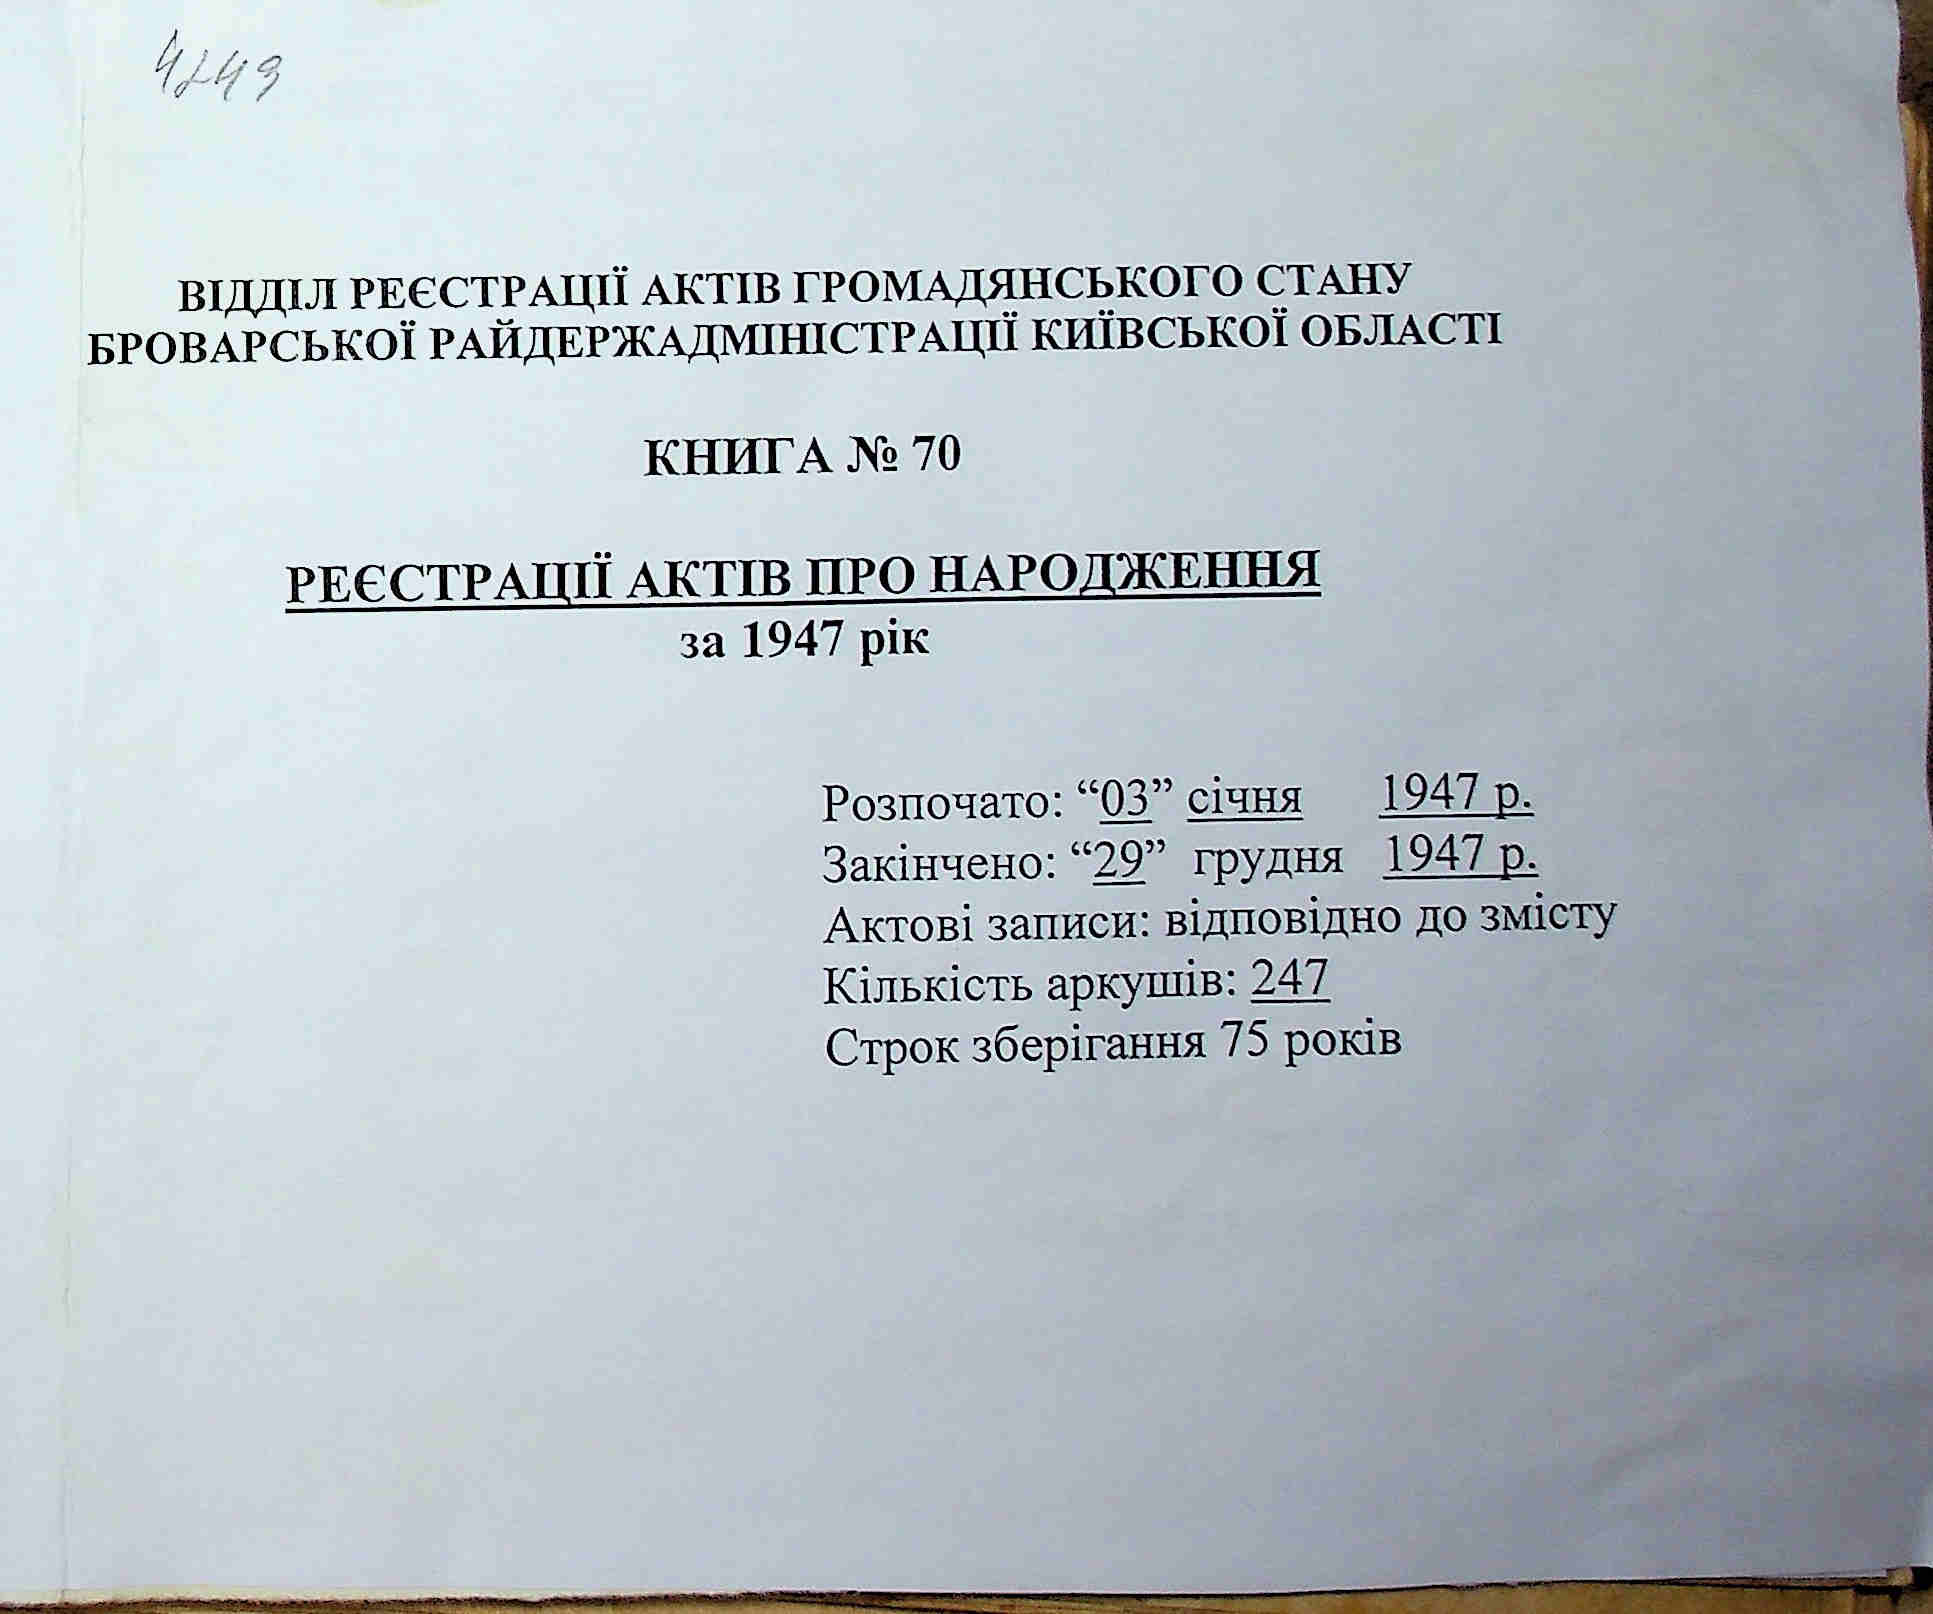 4243
ВІДДІЛ РЕЄСТРАЦІЇ АКТІВ ГРОМАДЯНСЬКОГО СТАНУ
БРОВАРСЬКОЇ РАЙДЕРЖАДМІНІСТРАЦІЇ КИЇВСЬКОЇ ОБЛАСТІ
КНИГА № 70
РЕЄСТРАЦІЇ АКТІВ ПРО НАРОДЖЕННЯ
за 1947 рік
Розпочато: “03” січня 1947 р.
Закінчено: “29” грудня 1947 р.
Актові записи: відповідно до змісту
Кількість аркушів: 247
Строк зберігання 75 років